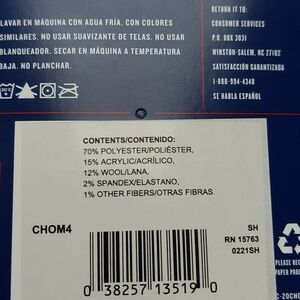 LAVAR EN MÁQUINA CON AGUA FRÍA, CON COLORES
SIMILARES. NO USAR SUAVIZANTE DE TELAS. NO USAR
BLANQUEADOR. SECAR EN MÁQUINA A TEMPERATURA
BAJA. NO PLANCHAR.
RETURN IT TO:
CONSUMER SERVICES
P.O. BOX 3031
WINSTON-SALEM, NC 27102
SATISFACCIÓN GARANTIZADA
1-800-994-4348
SE HABLA ESPAÑOL
CONTENTS/CONTENIDO:
70% POLYESTER/POLIÉSTER,
15% ACRYLIC/ACRÍLICO,
12% WOOL/LANA,
2% SPANDEX/ELASTANO,
1% OTHER FIBERS/OTRAS FIBRAS.
CHOM4
SH
RN 15763
0221SH
0 38257 13519 0
PLEASE REC
PAPER PROD